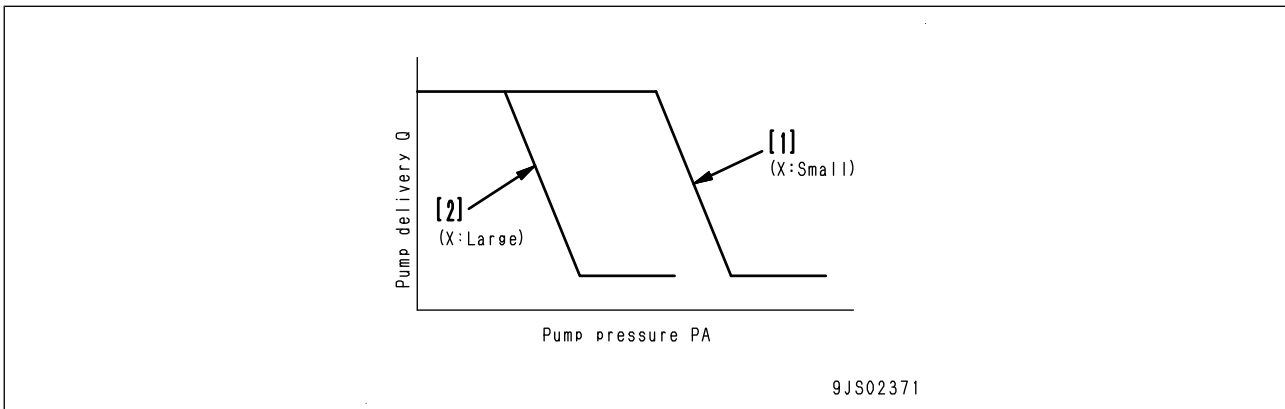 Pump delivery Q
[1]
(X:Small)
[2]
(X:Large)
Pump pressure PA
9JS02371